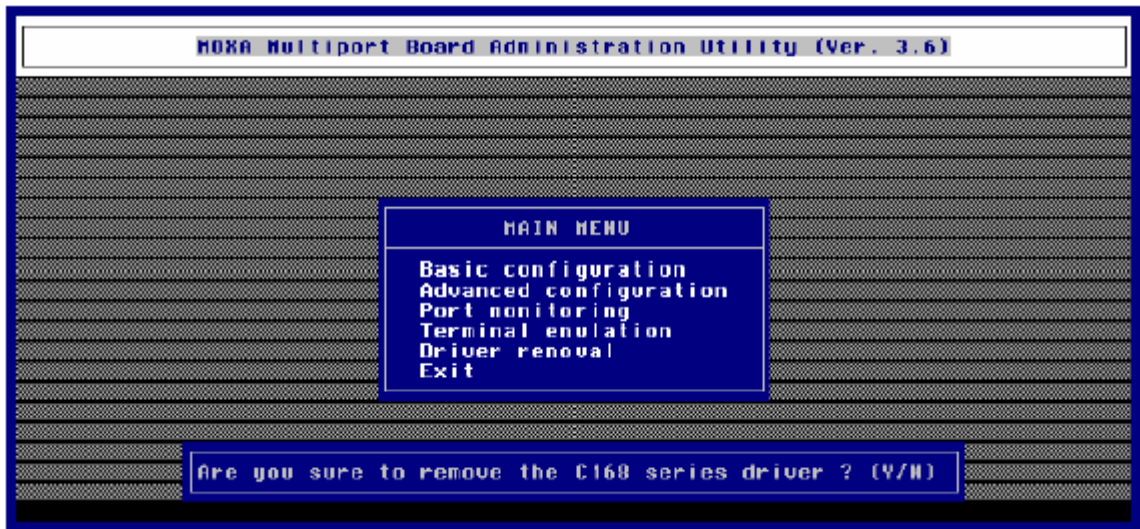 MOXA Multiport Board Administration Utility (Ver. 3.6)
MAIN MENU
Basic configuration
Advanced configuration
Port monitoring
Terminal emulation
Driver removal
Exit
Are you sure to remove the C168 series driver ? (Y/N)